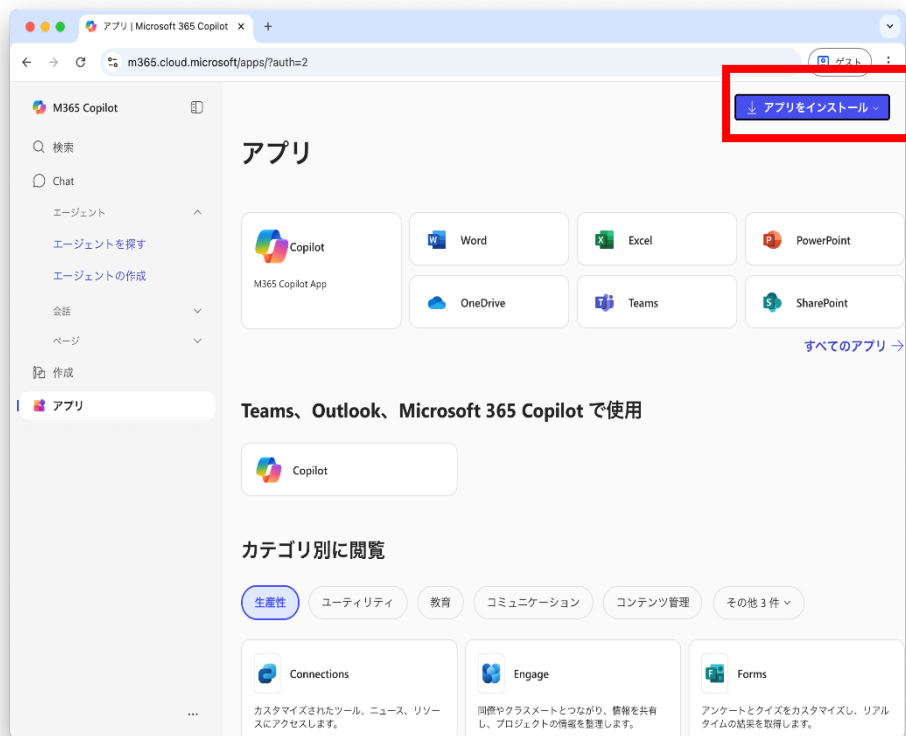 アプリ | Microsoft 365 Copilot
m365.cloud.microsoft/apps/?auth=2
ゲスト
M365 Copilot
アプリをインストール
検索
Chat
エージェント
エージェントを探す
エージェントの作成
会話
ページ
作成
アプリ
アプリ
Copilot
M365 Copilot App
Word
Excel
PowerPoint
OneDrive
Teams
SharePoint
すべてのアプリ →
Teams、Outlook、Microsoft 365 Copilot で使用
Copilot
カテゴリ別に閲覧
生産性
ユーティリティ
教育
コミュニケーション
コンテンツ管理
その他 3 件
Connections
カスタマイズされたツール、ニュース、リソー
スにアクセスします。
Engage
同僚やクラスメートとつながり、情報を共有
し、プロジェクトの情報を整理します。
Forms
アンケートとクイズをカスタマイズし、リアル
タイムの結果を取得します。